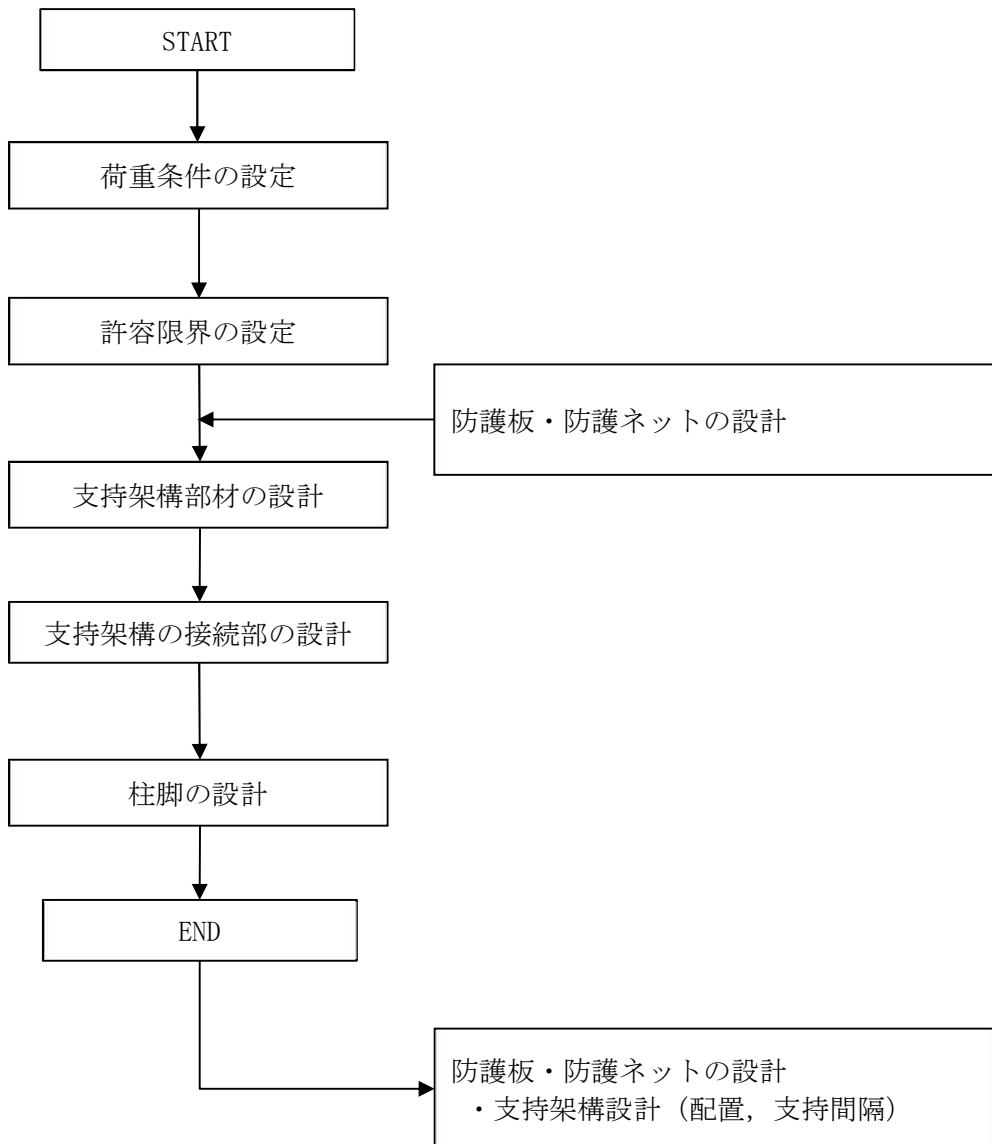 START
荷重条件の設定
許容限界の設定
防護板・防護ネットの設計
支持架構部材の設計
支持架構の接続部の設計
柱脚の設計
END
防護板・防護ネットの設計
・支持架構設計（配置，支持間隔）